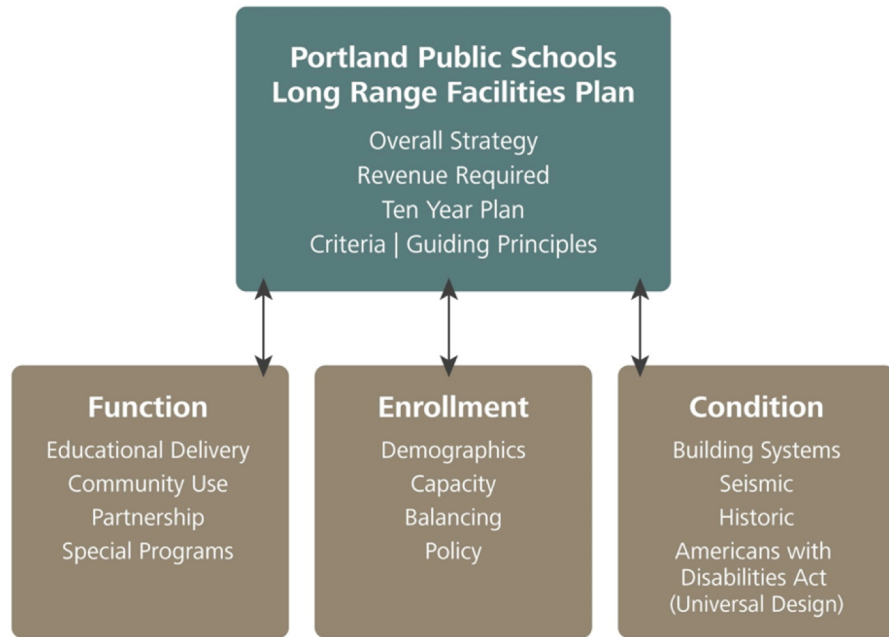 Portland Public Schools
Long Range Facilities Plan
Overall Strategy
Revenue Required
Ten Year Plan
Criteria | Guiding Principles
Function
Educational Delivery
Community Use
Partnership
Special Programs
Enrollment
Demographics
Capacity
Balancing
Policy
Condition
Building Systems
Seismic
Historic
Americans with
Disabilities Act
(Universal Design)